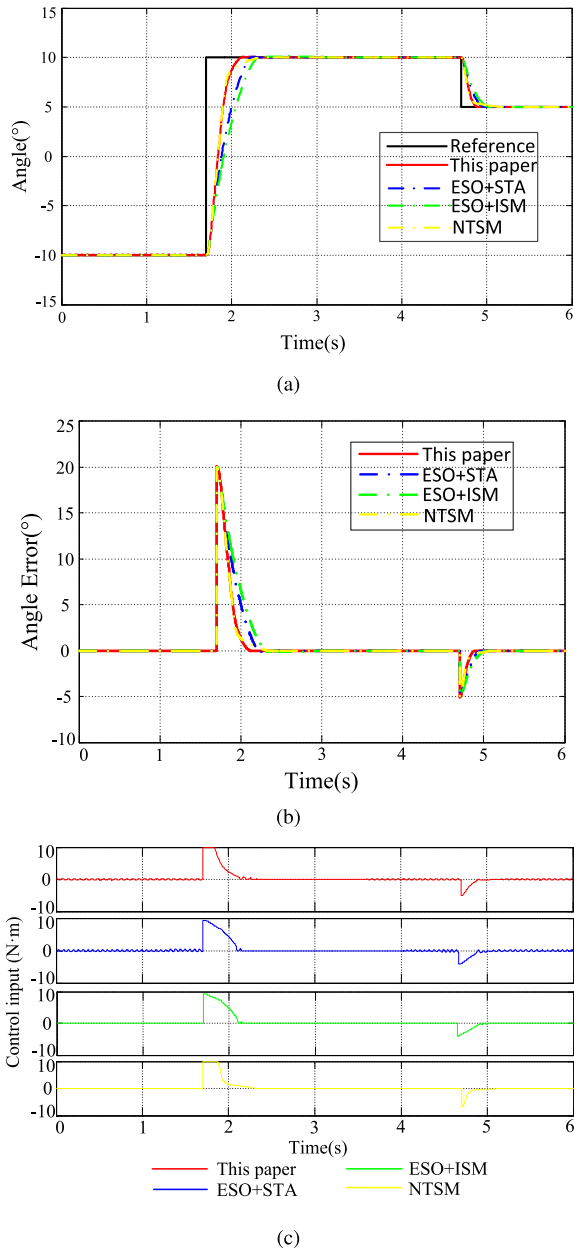 15
10
5
0
-5
-10
15
Angle(°)
Reference
This paper
ESO+STA
ESO+ISM
NTSM
0
1
2
3
4
5
6
Time(s)
(a)
25
20
15
10
5
0
-5
-10
Angle Error(°)
This paper
ESO+STA
ESO+ISM
NTSM
0
1
2
3
4
5
6
Time(s)
(b)
Control input (N·m)
10
0
-10
10
0
-10
10
0
-10
10
0
-10
0
1
2
3
4
5
6
Time(s)
This paper
ESO+ISM
ESO+STA
NTSM
(c)